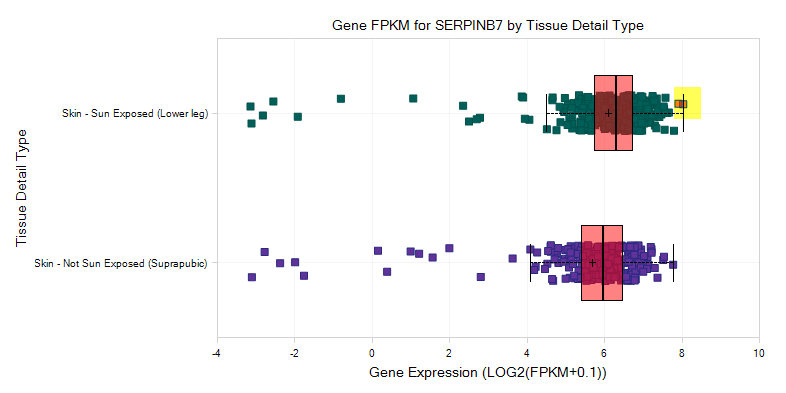 Gene FPKM for SERPINB7 by Tissue Detail Type
Tissue Detail Type
Skin - Sun Exposed (Lower leg)
Skin - Not Sun Exposed (Suprapubic)
-4 -2 0 2 4 6 8 10
Gene Expression (LOG2(FPKM+0.1))